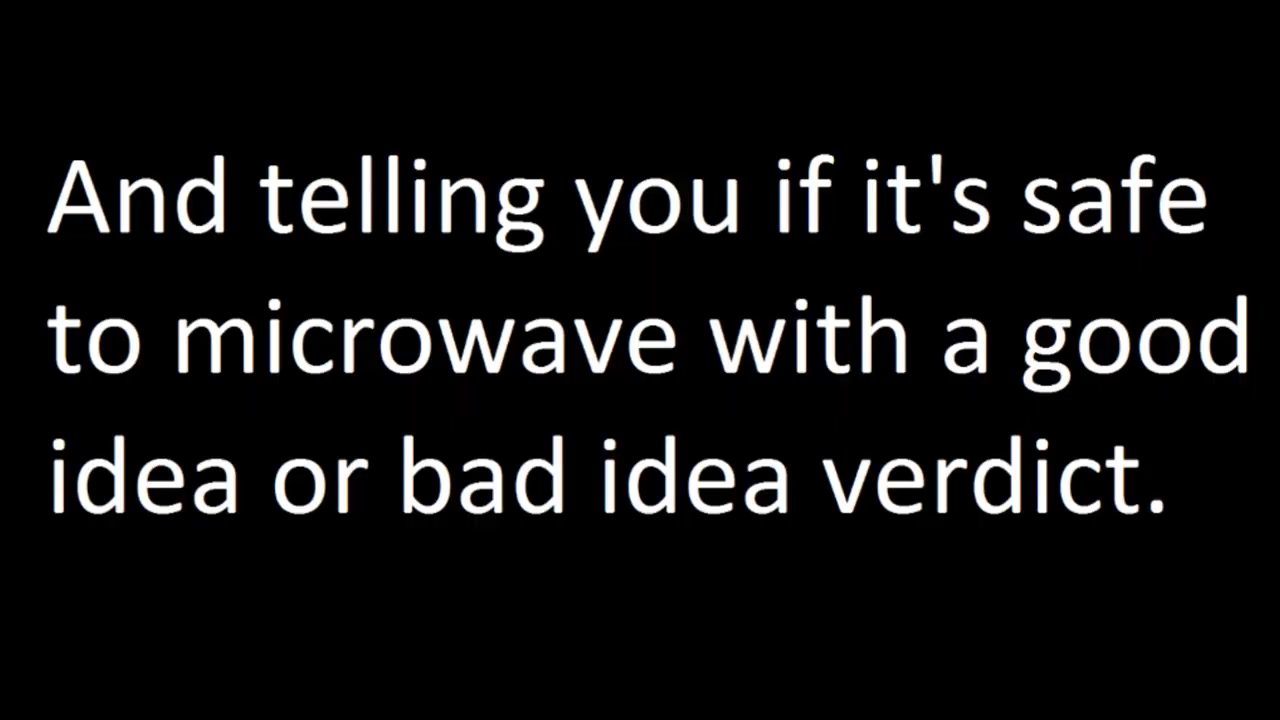 And telling you if it's safe
to microwave with a good
idea or bad idea verdict.